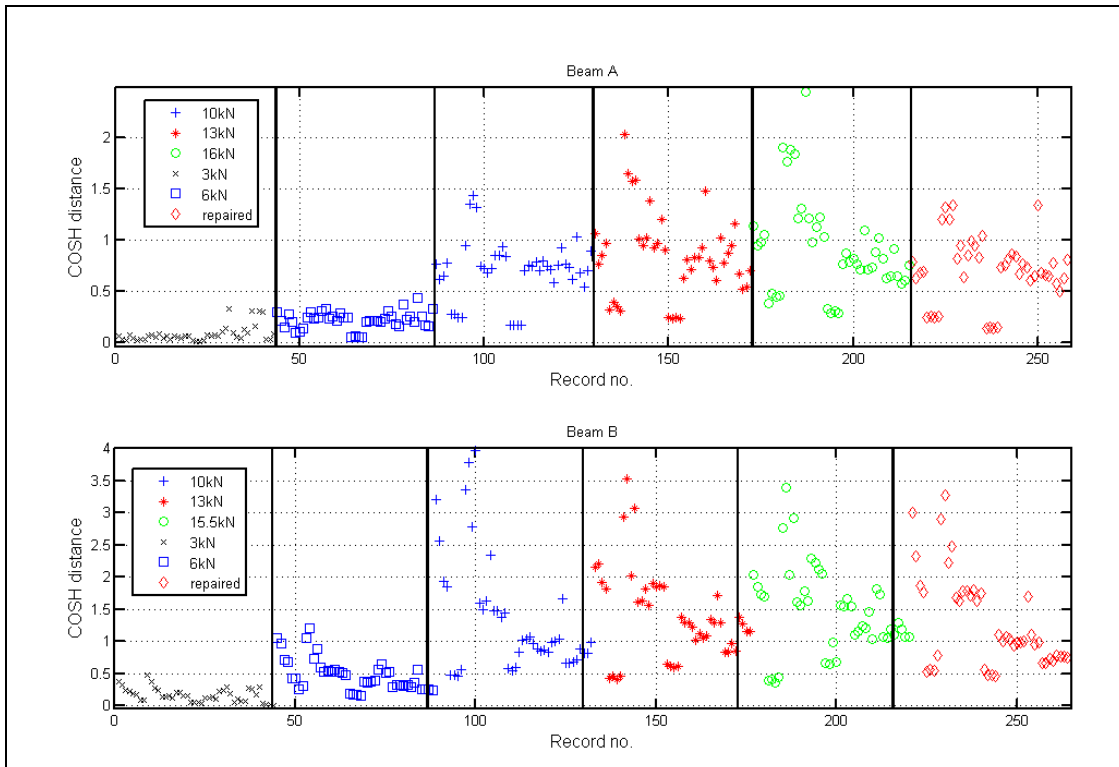 Beam A
COSH distance
2
1.5
1
0.5
0
10kN
13kN
16kN
3kN
6kN
repaired
0 50 100 150 200 250
Record no.
Beam B
COSH distance
4
3.5
3
2.5
2
1.5
1
0.5
0
10kN
13kN
15.5kN
3kN
6kN
repaired
0 50 100 150 200 250
Record no.